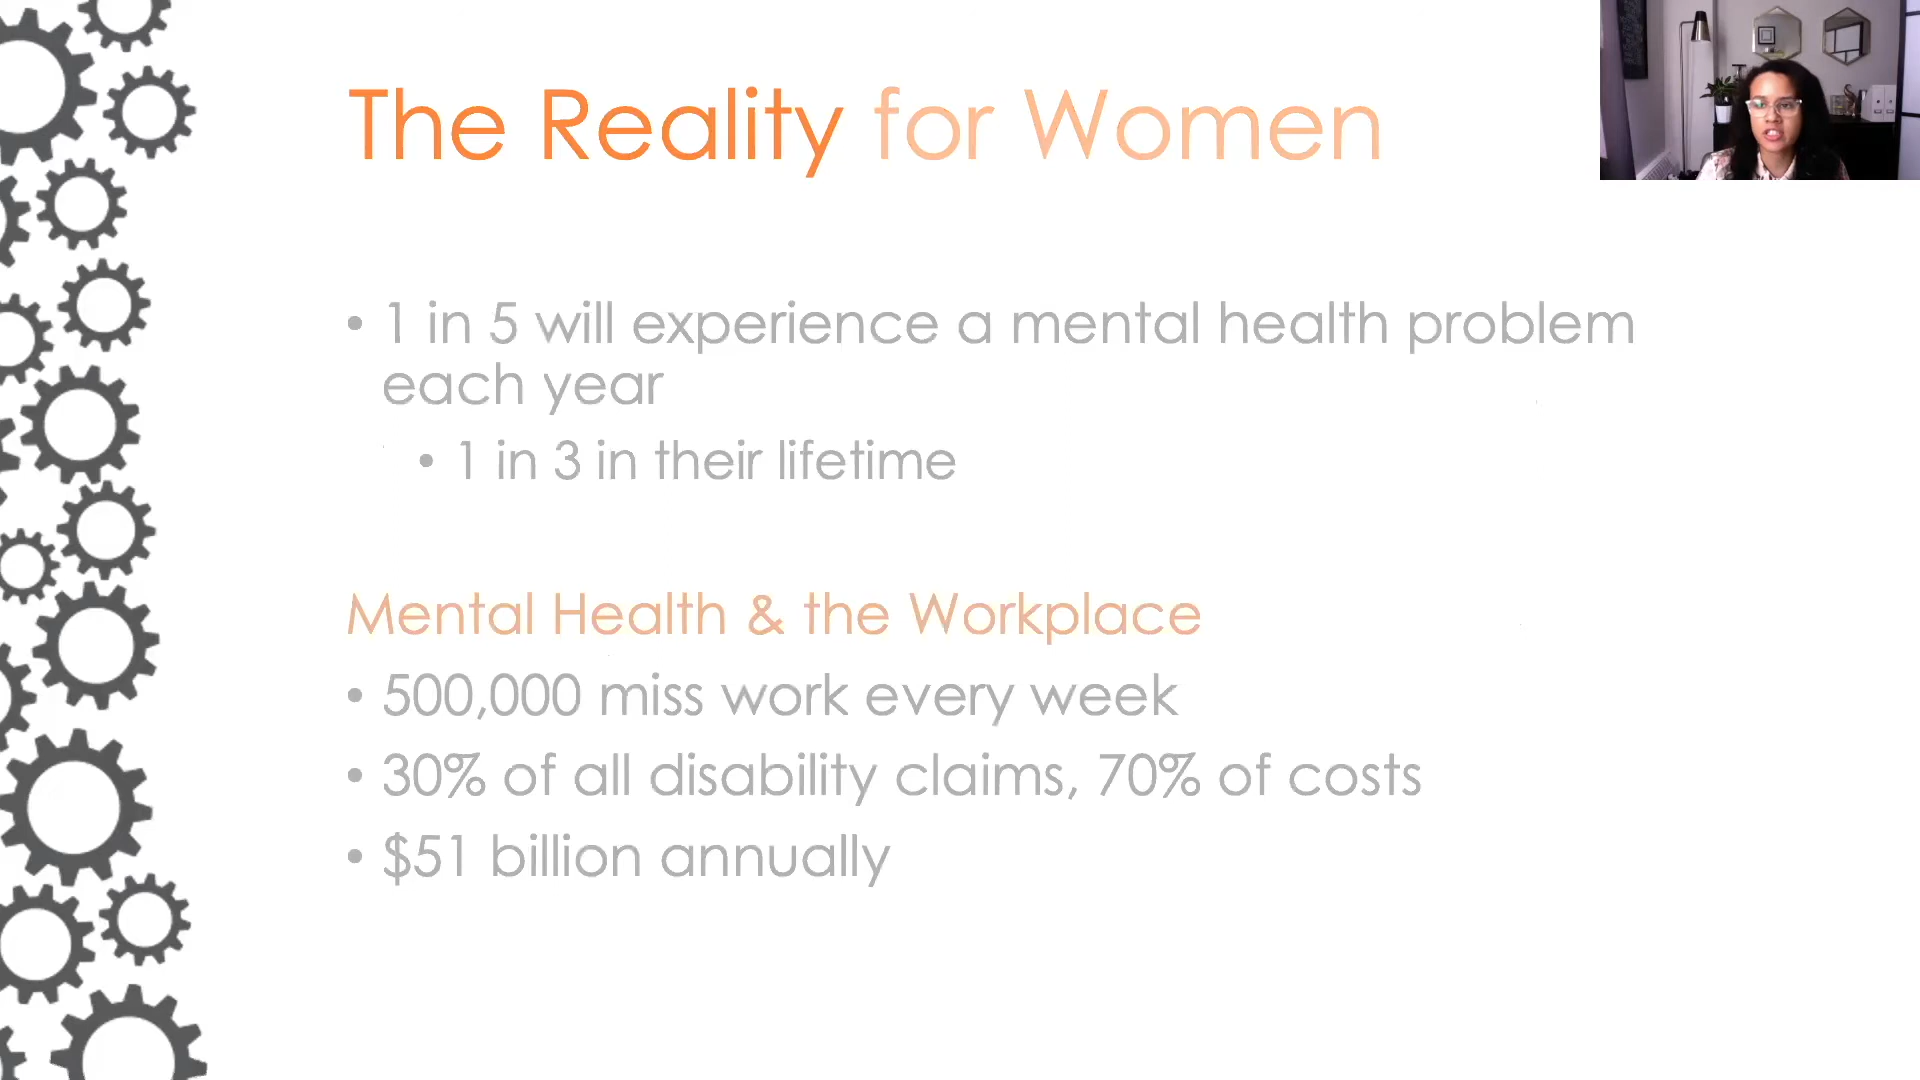 The Reality for Women
• 1 in 5 will experience a mental health problem
each year
• 1 in 3 in their lifetime
Mental Health & the Workplace
• 500,000 miss work every week
• 30% of all disability claims, 70% of costs
• $51 billion annually